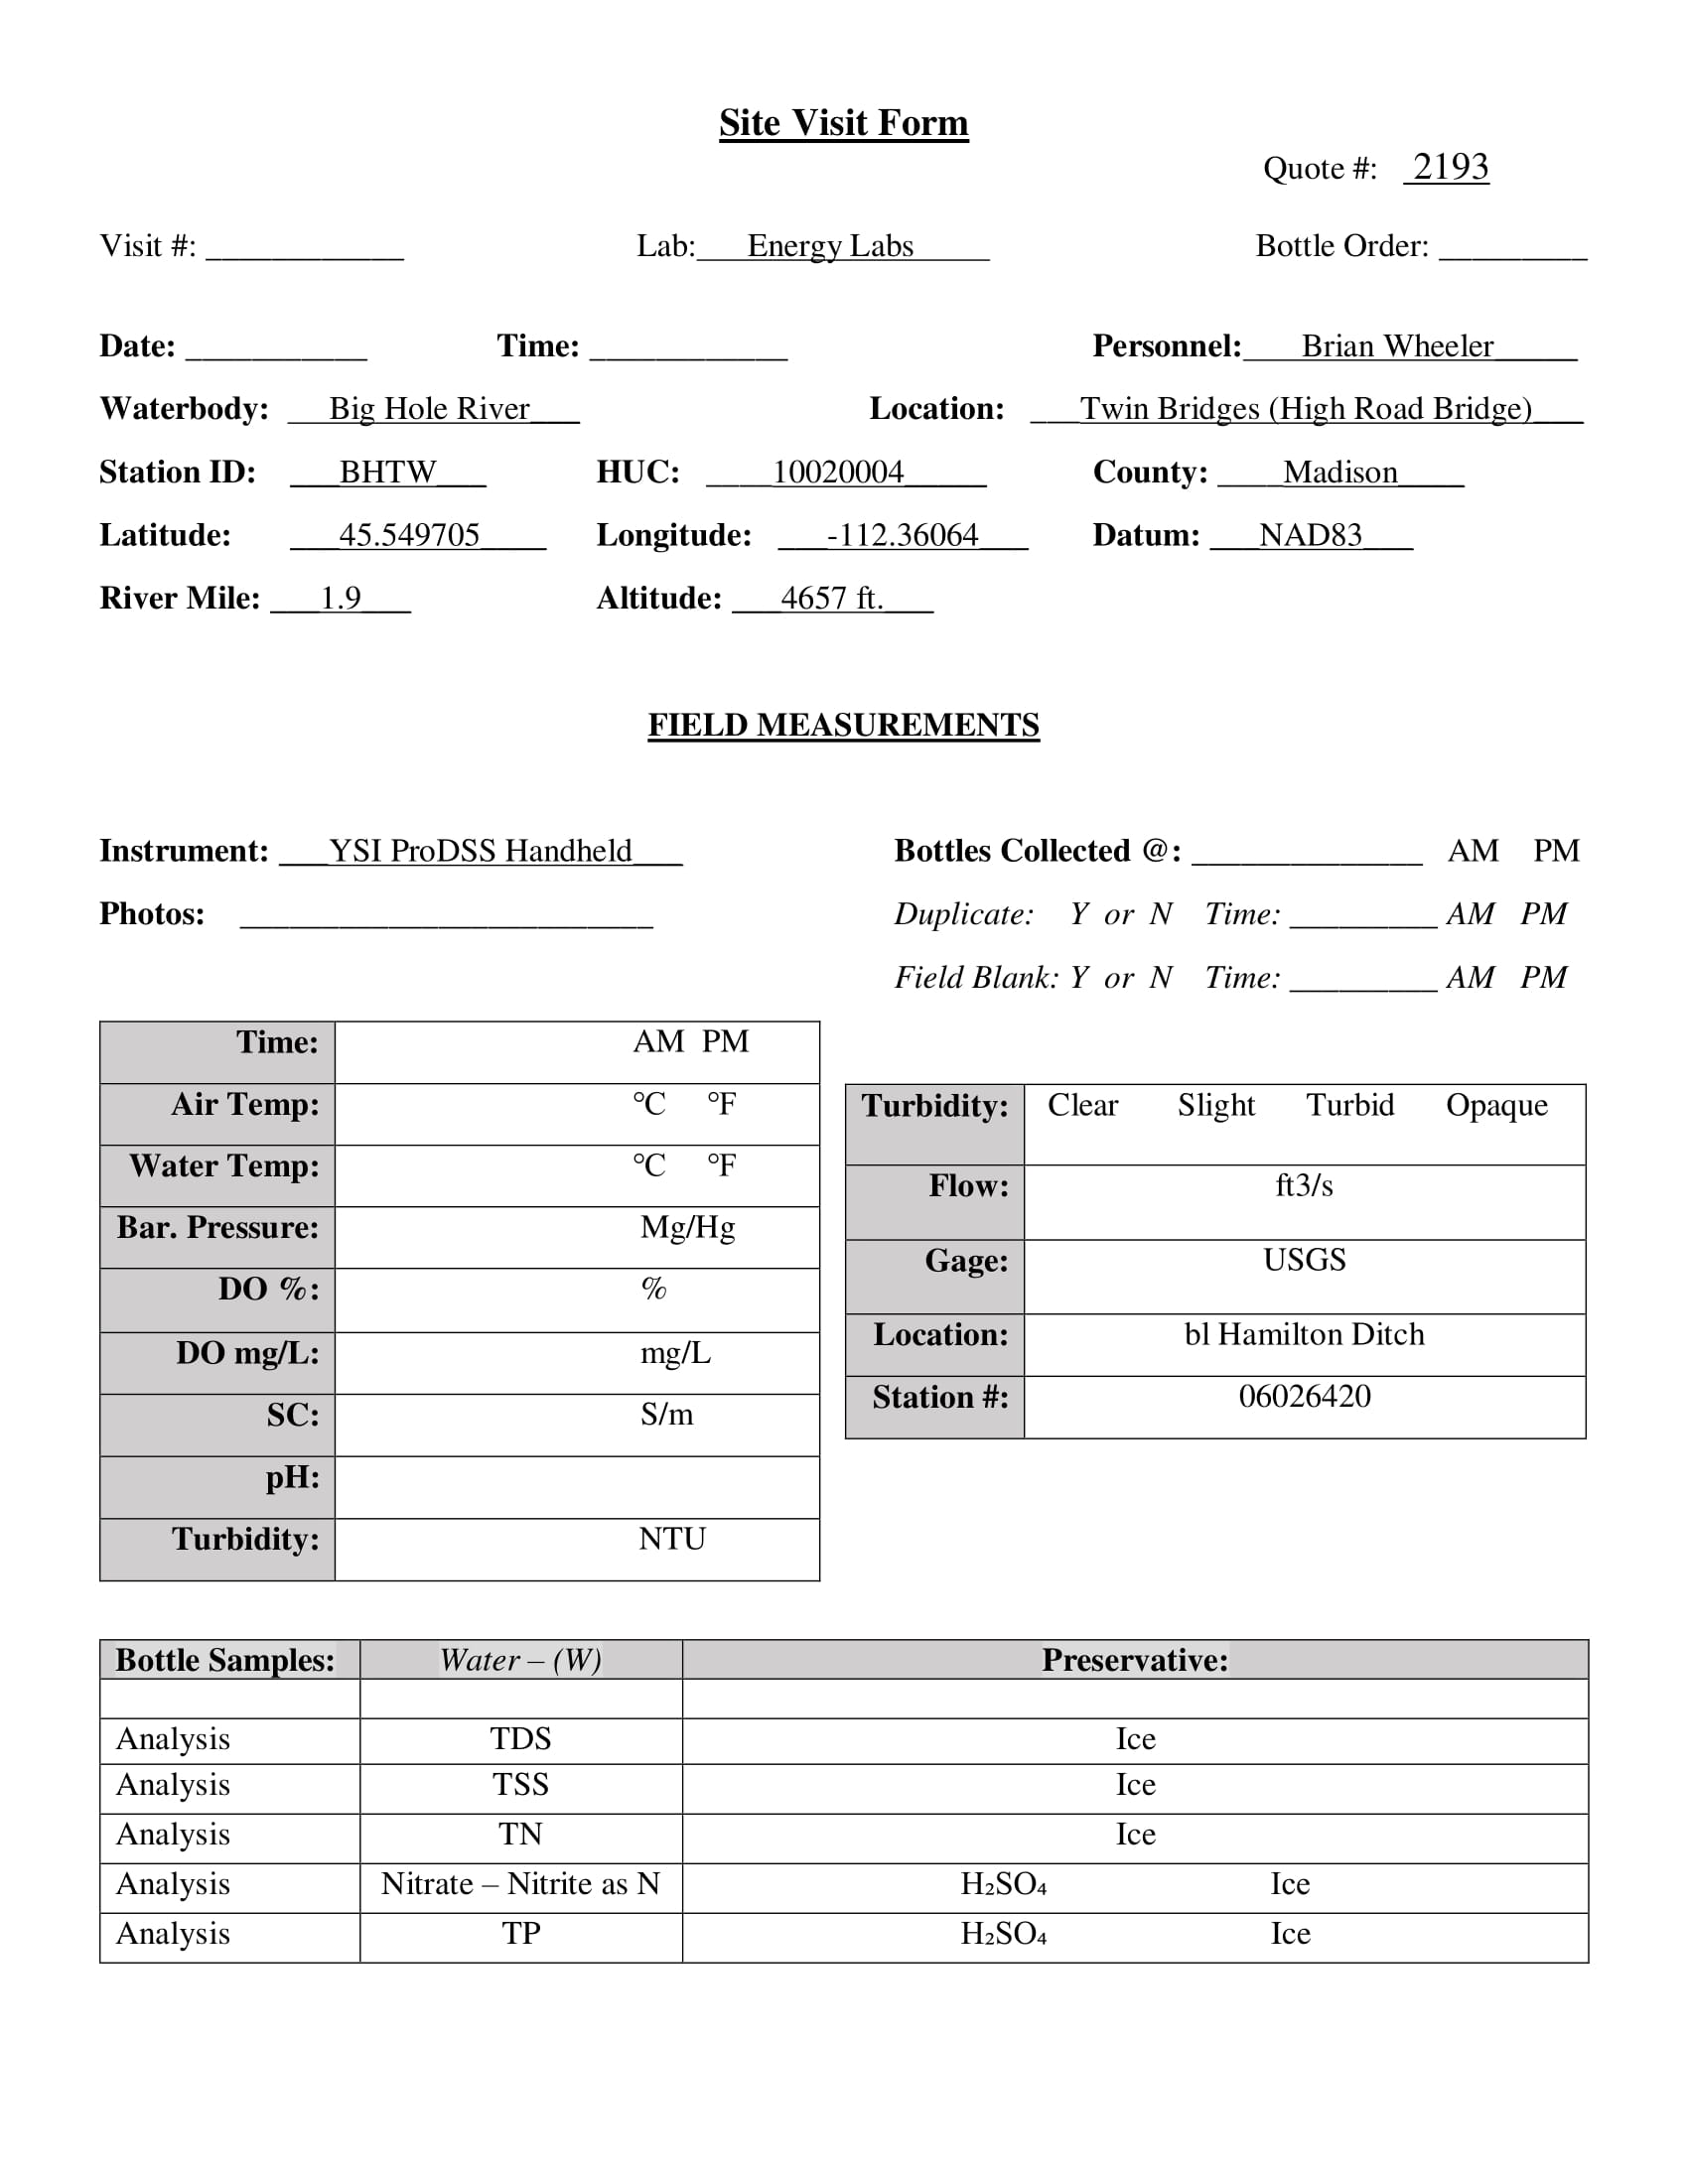 Site Visit Form
Quote #: 2193
Visit #: ____________ Lab:___Energy Labs____ Bottle Order: _________
Date: ___________ Time: ____________ Personnel:___Brian Wheeler_____
Waterbody: __Big Hole River___ Location: ___Twin Bridges (High Road Bridge)___
Station ID: ___BHTW___ HUC: ____10020004_____ County: ____Madison____
Latitude: ___45.549705____ Longitude: ___-112.36064___ Datum: ___NAD83___
River Mile: ___1.9___ Altitude: ___4657 ft.___
FIELD MEASUREMENTS
Instrument: ___YSI ProDSS Handheld___ Bottles Collected @: ______________ AM PM
Photos: _________________________ Duplicate: Y or N Time: _________ AM PM
Field Blank: Y or N Time: _________ AM PM
Time: AM PM
Air Temp: °C °F
Water Temp: °C °F
Bar. Pressure: Mg/Hg
DO %: %
DO mg/L: mg/L
SC: S/m
pH:
Turbidity: NTU
Turbidity: Clear Slight Turbid Opaque
Flow: ft3/s
Gage: USGS
Location: bl Hamilton Ditch
Station #: 06026420
Bottle Samples: Water – (W) Preservative:
Analysis TDS Ice
Analysis TSS Ice
Analysis TN Ice
Analysis Nitrate – Nitrite as N H₂SO₄ Ice
Analysis TP H₂SO₄ Ice